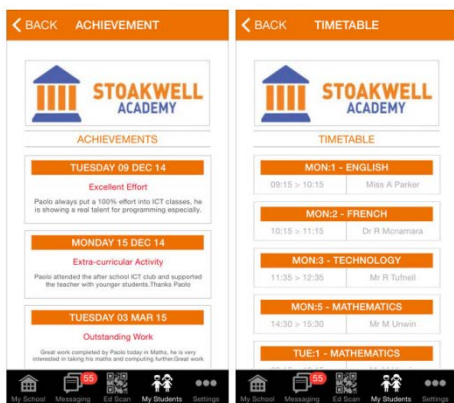 BACK ACHIEVEMENT
STOAKWELL
ACADEMY
ACHIEVEMENTS
TUESDAY 09 DEC 14
Excellent Effort
Paolo always put a 100% effort into ICT classes, he
is showing a real talent for programming especially.
MONDAY 15 DEC 14
Extra-curricular Activity
Paolo attended the after school ICT club and supported
the teacher with younger students.Thanks Paolo
TUESDAY 03 MAR 15
Outstanding Work
Great work completed by Paolo today in Maths, he is very
interested in taking his maths and computing further.Great work
55
My School Messaging Ed Scan My Students Settings
BACK TIMETABLE
STOAKWELL
ACADEMY
TIMETABLE
MON:1 - ENGLISH
09:15 > 10:15 Miss A Parker
MON:2 - FRENCH
10:15 > 11:15 Dr R Mcnamara
MON:3 - TECHNOLOGY
11:35 > 12:35 Mr R Tufnell
MON:5 - MATHEMATICS
14:30 > 15:30 Mr M Unwin
TUE:1 - MATHEMATICS
55
My School Messaging Ed Scan My Students Settings